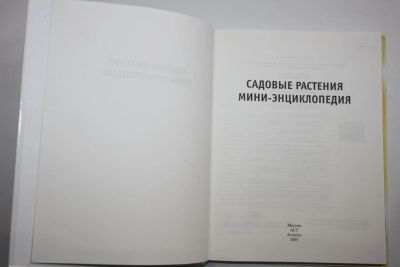 САДОВЫЕ РАСТЕНИЯ
МИНИ-ЭНЦИКЛОПЕДИЯ
Москва
АСТ
Астрель
2003